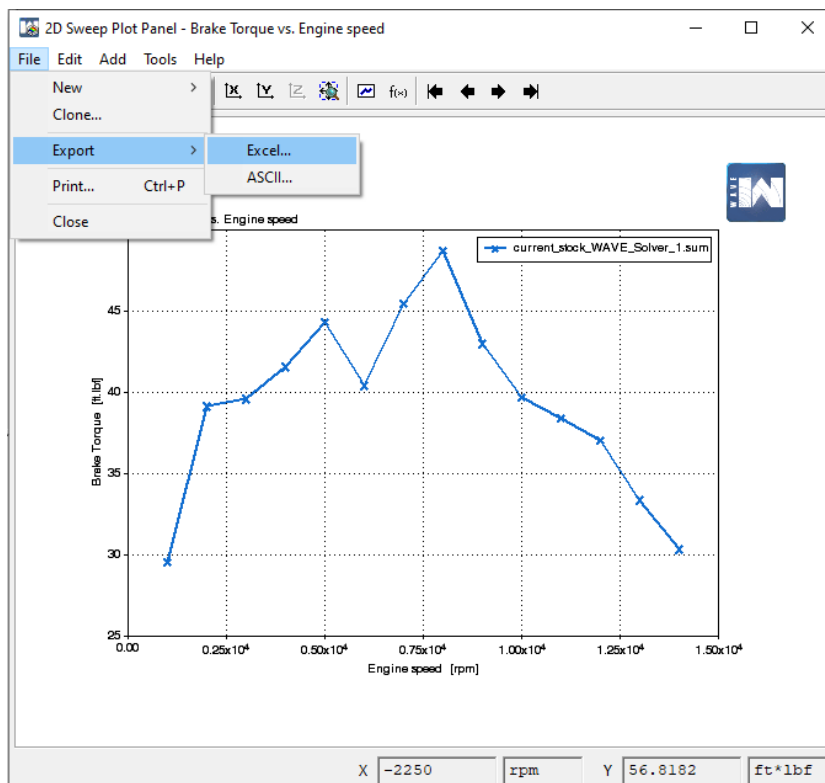 2D Sweep Plot Panel - Brake Torque vs. Engine speed
File Edit Add Tools Help
New
Clone...
Export
Print... Ctrl+P
Close
Excel...
ASCII...
X Y Z f(x)
WAVE W
s. Engine speed
current_stock_WAVE_Solver_1.sum
45
40
35
30
25
Brake Torque [ft.lbf]
0.00 0.25x10⁴ 0.50x10⁴ 0.75x10⁴ 1.00x10⁴ 1.25x10⁴ 1.50x10⁴
Engine speed [rpm]
X -2250 rpm Y 56.8182 ft*lbf